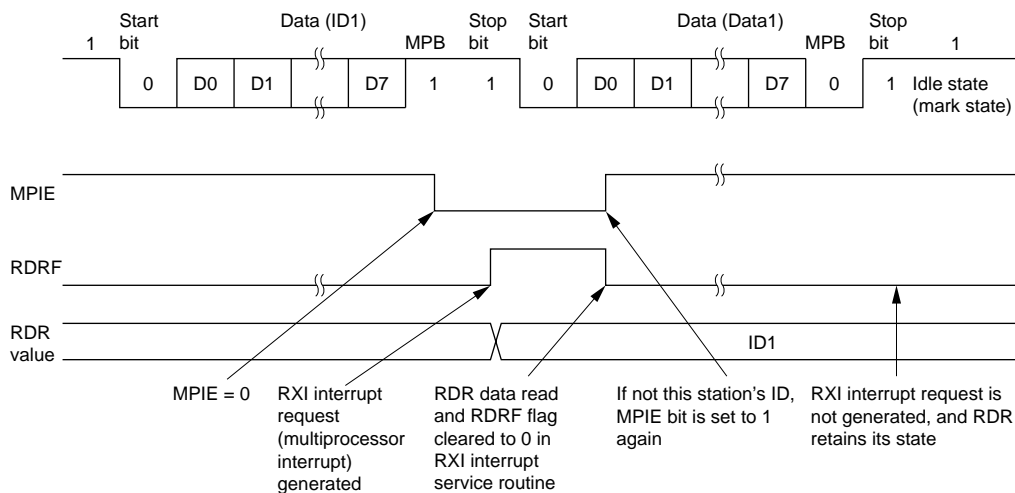 Start bit
Data (ID1)
MPB
Stop bit
Start bit
Data (Data1)
MPB
Stop bit
1
1
0
D0
D1
D7
1
1
0
D0
D1
D7
0
1
Idle state
(mark state)
MPIE
RDRF
RDR
value
ID1
MPIE = 0
RXI interrupt
request
(multiprocessor
interrupt)
generated
RDR data read
and RDRF flag
cleared to 0 in
RXI interrupt
service routine
If not this station's ID,
MPIE bit is set to 1
again
RXI interrupt request is
not generated, and RDR
retains its state